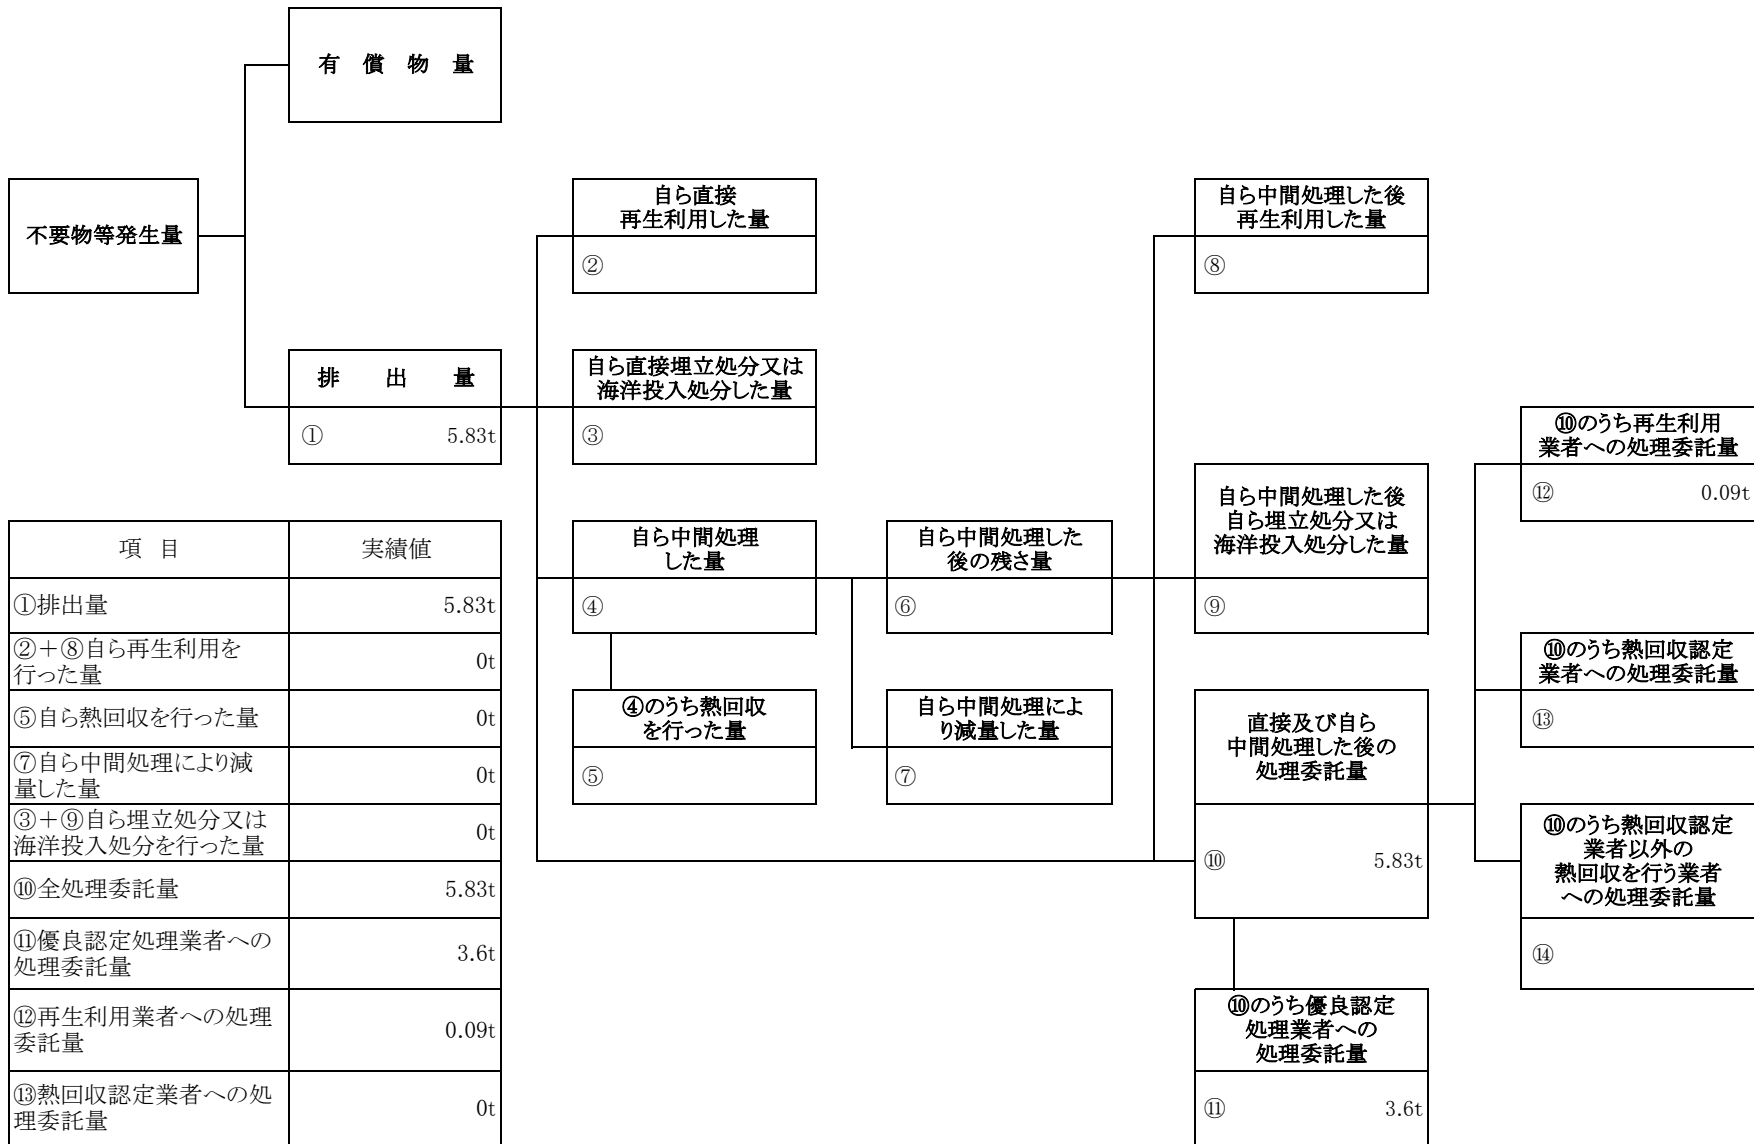 有 償 物 量
不要物等発生量
自ら直接
再生利用した量
②
自ら中間処理した後
再生利用した量
⑧
排 出 量
① 5.83t
自ら直接埋立処分又は
海洋投入処分した量
③
⑩のうち再生利用
業者への処理委託量
⑫ 0.09t
自ら中間処理
した量
④
自ら中間処理した
後の残さ量
⑥
自ら中間処理した後
自ら埋立処分又は
海洋投入処分した量
⑨
⑩のうち熱回収認定
業者への処理委託量
⑬
④のうち熱回収
を行った量
⑤
自ら中間処理によ
り減量した量
⑦
直接及び自ら
中間処理した後の
処理委託量
⑩ 5.83t
⑩のうち熱回収認定
業者以外の
熱回収を行う業者
への処理委託量
⑭
⑩のうち優良認定
処理業者への
処理委託量
⑪ 3.6t
項 目 実績値
①排出量 5.83t
②+⑧自ら再生利用を
行った量 0t
⑤自ら熱回収を行った量 0t
⑦自ら中間処理により減
量した量 0t
③+⑨自ら埋立処分又は
海洋投入処分を行った量 0t
⑩全処理委託量 5.83t
⑪優良認定処理業者への
処理委託量 3.6t
⑫再生利用業者への処理
委託量 0.09t
⑬熱回収認定業者への処
理委託量 0t